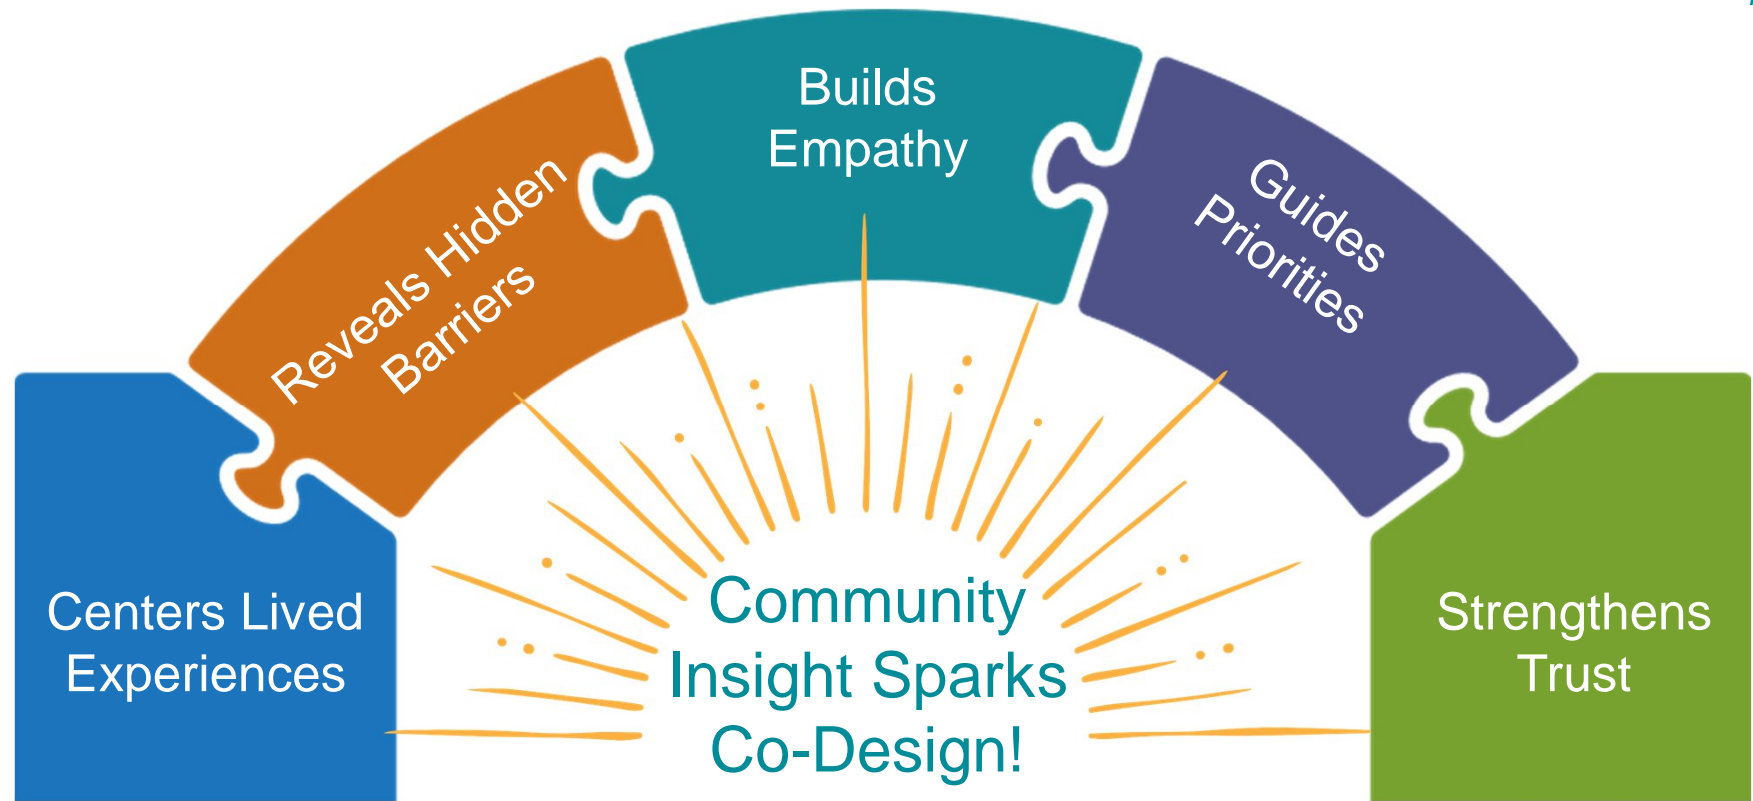 Centers Lived
Experiences
Reveals Hidden
Barriers
Builds
Empathy
Guides
Priorities
Strengthens
Trust
Community
Insight Sparks
Co-Design!